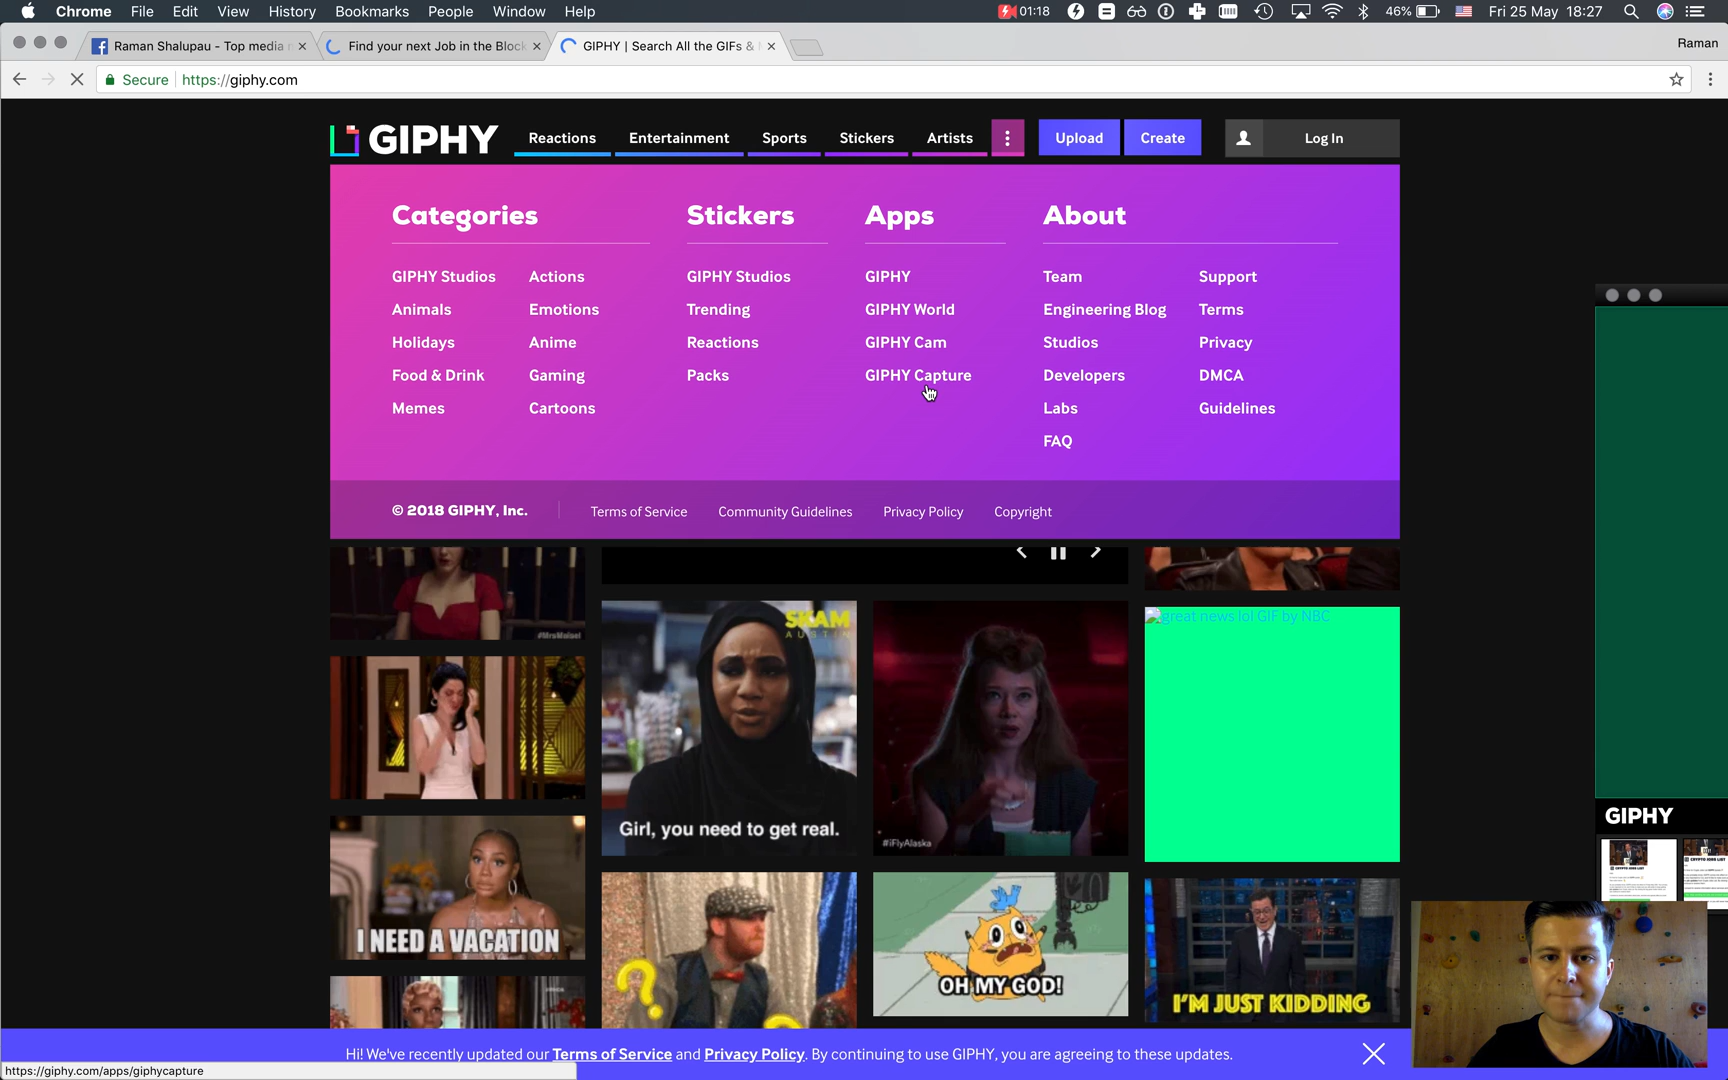 Chrome File Edit View History Bookmarks People Window Help 01:18 46% Fri 25 May 18:27
Raman Shalupau - Top media Find your next Job in the Block GIPHY | Search All the GIFs & Raman
Secure https://giphy.com
GIPHY Reactions Entertainment Sports Stickers Artists Upload Create Log In
Categories Stickers Apps About
GIPHY Studios Actions GIPHY Studios GIPHY Team Support
Animals Emotions Trending GIPHY World Engineering Blog Terms
Holidays Anime Reactions GIPHY Cam Studios Privacy
Food & Drink Gaming Packs GIPHY Capture Developers DMCA
Memes Cartoons Labs Guidelines
FAQ
© 2018 GIPHY, Inc. Terms of Service Community Guidelines Privacy Policy Copyright
#MrsMaisel
SKAM
AUSTIN
great news lol GIF by NBC
Girl, you need to get real.
#iFlyAlaska
GIPHY
CRYPTO JOBS LIST
I NEED A VACATION
OH MY GOD!
I'M JUST KIDDING
Hi! We've recently updated our Terms of Service and Privacy Policy. By continuing to use GIPHY, you are agreeing to these updates.
https://giphy.com/apps/giphycapture